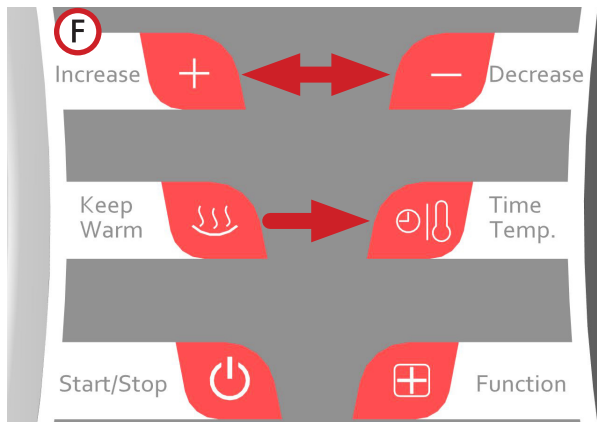 F
Increase
Decrease
Keep
Warm
Time
Temp.
Start/Stop
Function